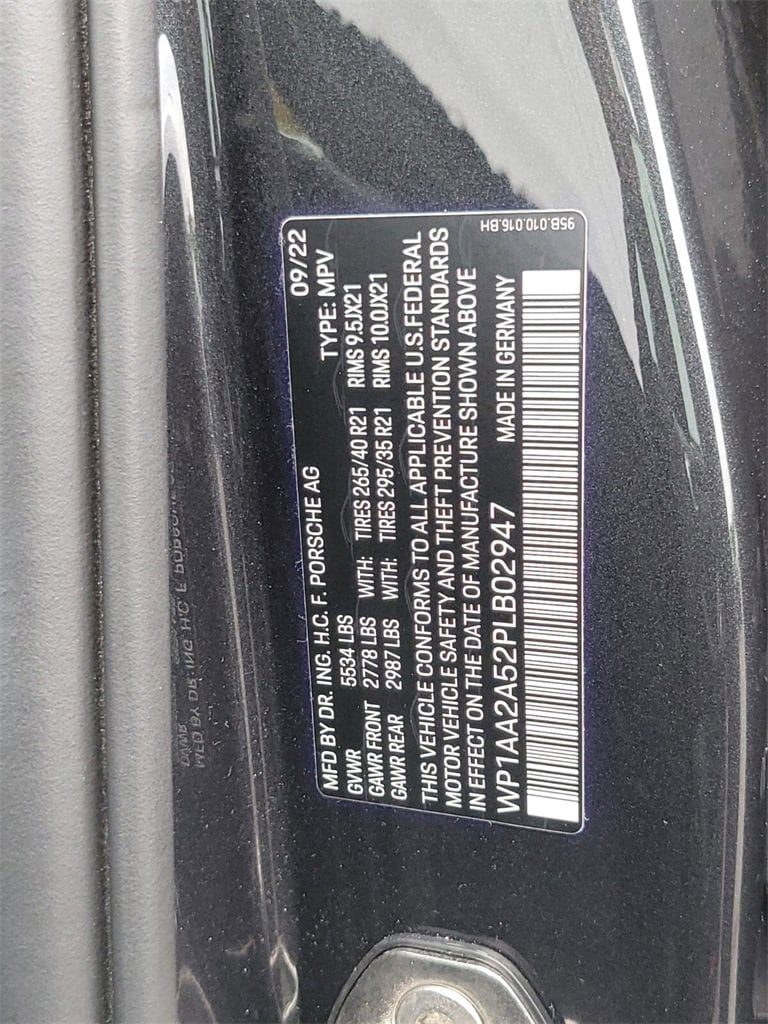 09/22
MFD BY DR. ING. H.C. F. PORSCHE AG TYPE: MPV
GVWR 5534 LBS
GAWR FRONT 2778 LBS WITH: TIRES 265/40 R21 RIMS 9.5JX21
GAWR REAR 2987 LBS WITH: TIRES 295/35 R21 RIMS 10.0JX21
THIS VEHICLE CONFORMS TO ALL APPLICABLE U.S.FEDERAL
MOTOR VEHICLE SAFETY AND THEFT PREVENTION STANDARDS
IN EFFECT ON THE DATE OF MANUFACTURE SHOWN ABOVE
WP1AA2A52PLB02947 MADE IN GERMANY
95B.010.016.BH